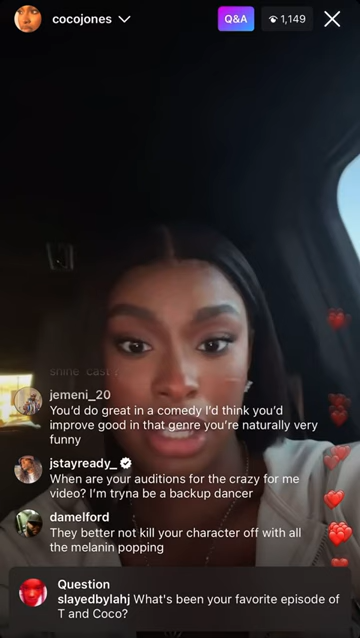 cocojones
Q&A
1,149
shine cast
jemeni_20
You'd do great in a comedy I'd think you'd
improve good in that genre you're naturally very
funny
jstayready_
When are your auditions for the crazy for me
video? I'm tryna be a backup dancer
damelford
They better not kill your character off with all
the melanin popping
Question
slayedbylahj What's been your favorite episode of
T and Coco?